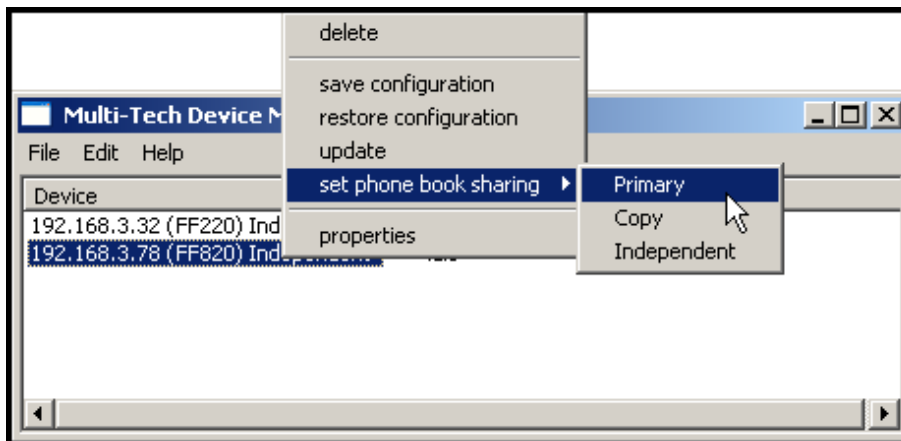 delete
save configuration
restore configuration
update
set phone book sharing
properties
Primary
Copy
Independent
Multi-Tech Device M
File Edit Help
Device
192.168.3.32 (FF220) Ind
192.168.3.78 (FF820)